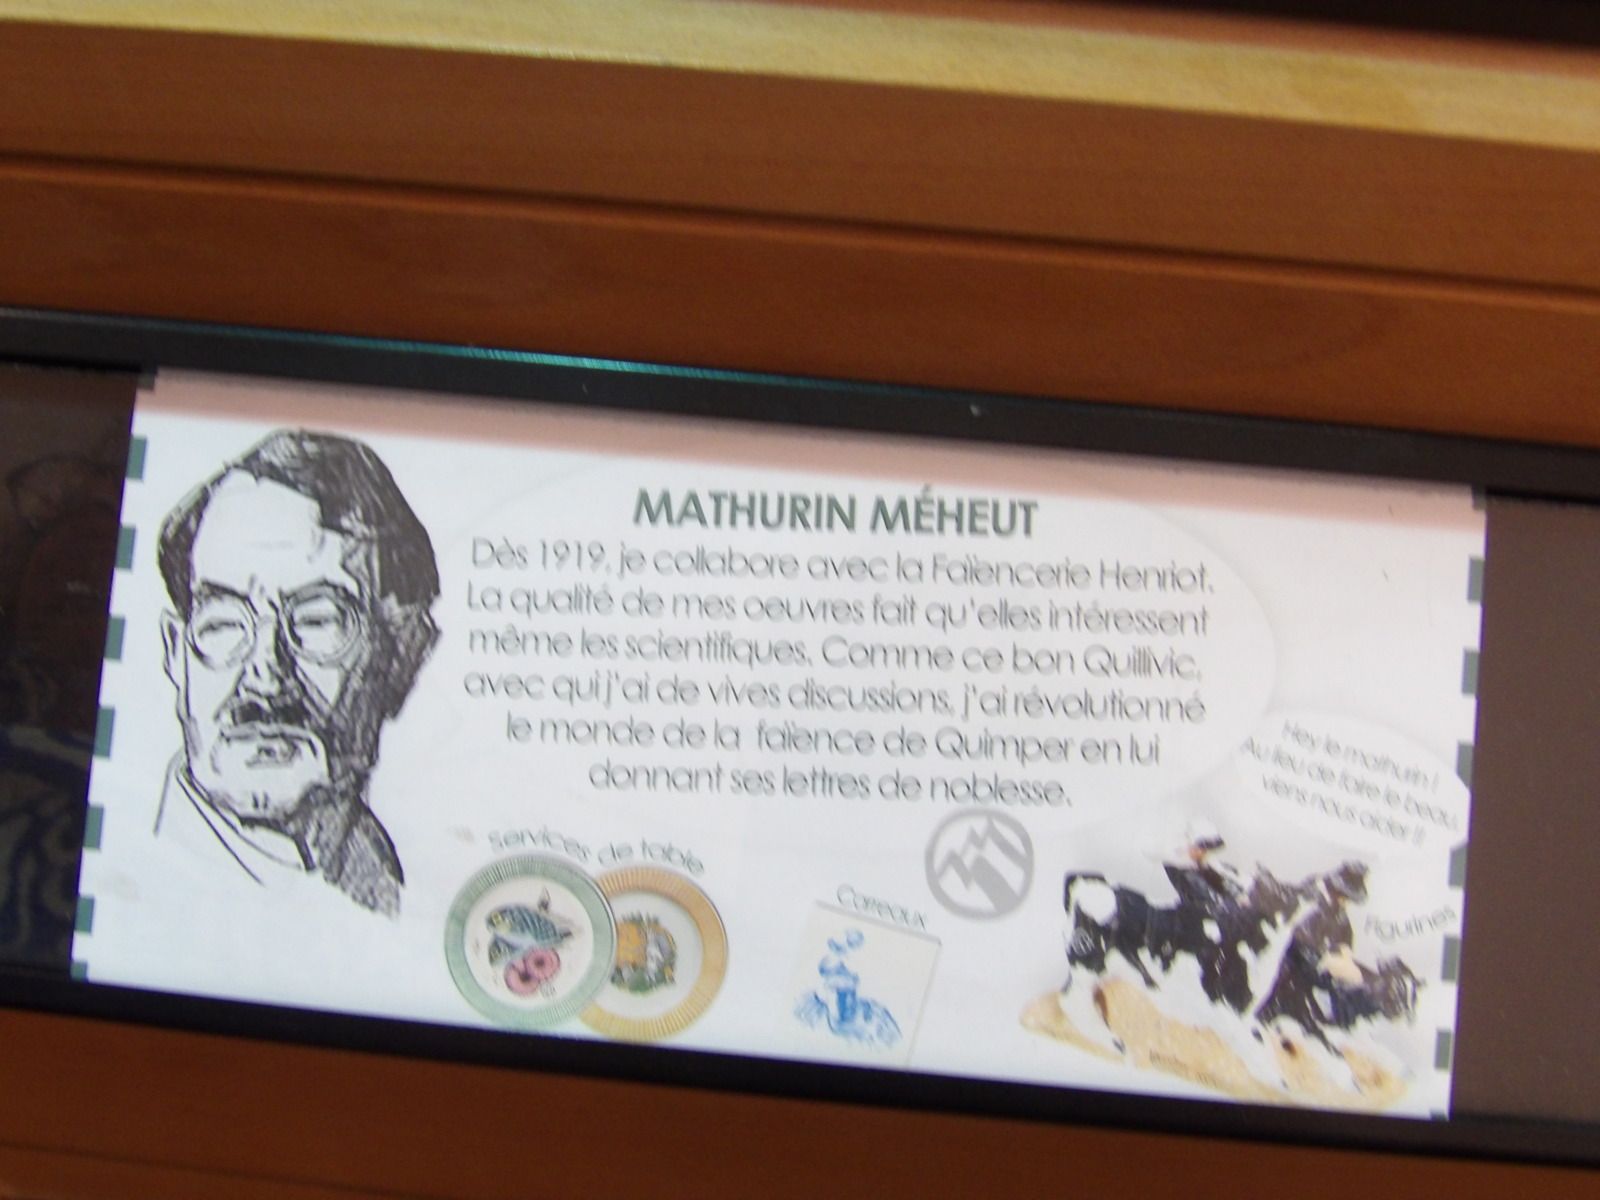 MATHURIN MÉHEUT
Dès 1919, je collabore avec la Faïencerie Henriot.
La qualité de mes oeuvres fait qu'elles intéressent
même les scientifiques. Comme ce bon Quillivic,
avec qui j'ai de vives discussions, j'ai révolutionné
le monde de la faïence de Quimper en lui
donnant ses lettres de noblesse.
Hey le mathurin !
Au lieu de faire le beau,
viens nous aider !!
services de table
Carreaux
Figurines